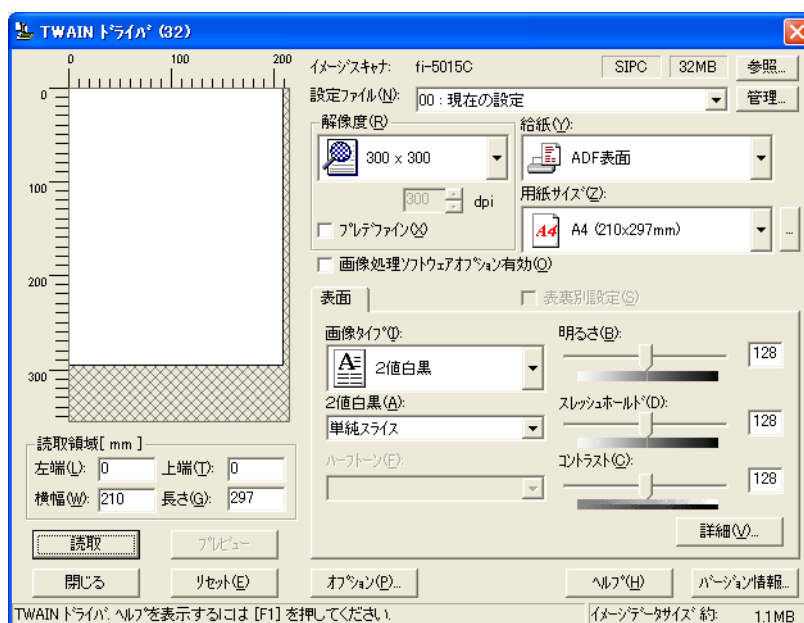 TWAIN ﾄﾞﾗｲﾊﾞ (32)
0 100 200
0
100
200
300
ｲﾒｰｼﾞｽｷｬﾅ: fi-5015C SIPC 32MB 参照...
設定ﾌｧｲﾙ(N): 00 : 現在の設定 管理...
解像度(R)
300 x 300
300 dpi
ﾌﾟﾚﾃﾞﾌｧｲﾝ(X)
給紙(Y):
ADF表面
用紙ｻｲｽﾞ(Z):
A4 A4 (210x297mm) ...
画像処理ｿﾌﾄｳｪｱｵﾌﾟｼｮﾝ有効(O)
表面 表裏別設定(S)
画像ﾀｲﾌﾟ(I):
A 2値白黒
2値白黒(A):
単純ｽﾗｲｽ
ﾊｰﾌﾄｰﾝ(F):
明るさ(B):
128
ｽﾚｯｼｭﾎｰﾙﾄﾞ(D):
128
ｺﾝﾄﾗｽﾄ(C):
128
詳細(V)...
読取領域[ mm ]
左端(L): 0 上端(T): 0
横幅(W): 210 長さ(G): 297
読取 ﾌﾟﾚﾋﾞｭｰ
閉じる ﾘｾｯﾄ(E) ｵﾌﾟｼｮﾝ(P)... ﾍﾙﾌﾟ(H) ﾊﾞｰｼﾞｮﾝ情報...
TWAIN ﾄﾞﾗｲﾊﾞ. ﾍﾙﾌﾟを表示するには [F1] を押してください. ｲﾒｰｼﾞﾃﾞｰﾀｻｲｽﾞ 約: 1.1MB